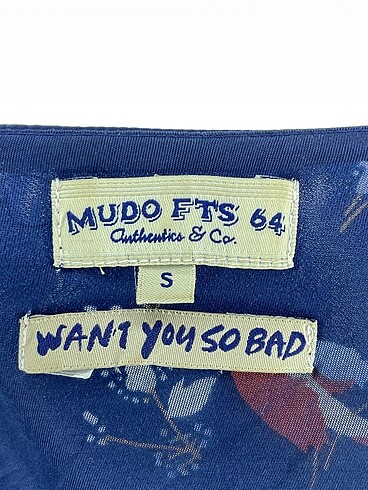 MUDO FTS 64
Authentics & Co.
S
WANT YOU SO BAD